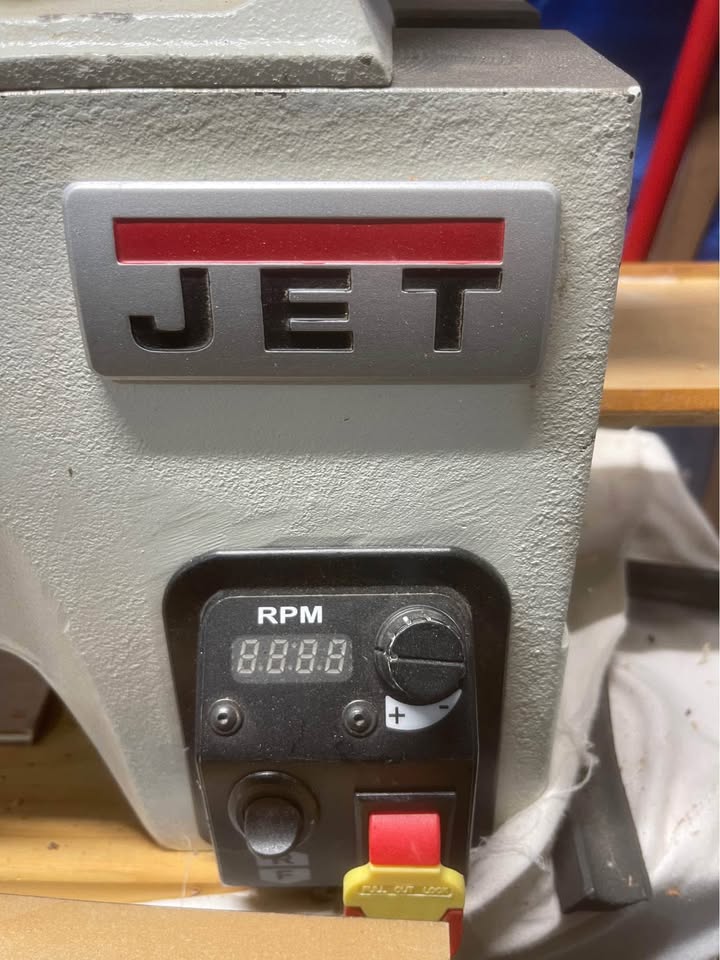 JET
RPM
+ -
R
F
PULL OUT LOCK